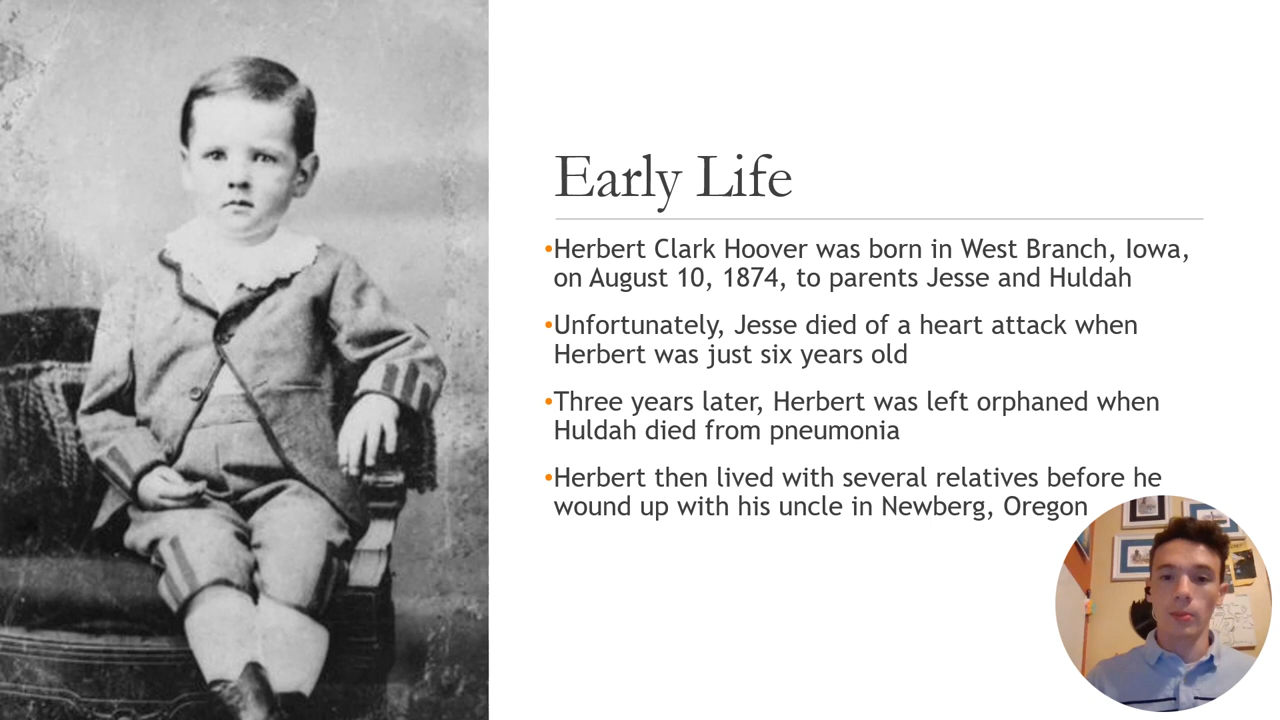 Early Life
•Herbert Clark Hoover was born in West Branch, Iowa,
on August 10, 1874, to parents Jesse and Huldah
•Unfortunately, Jesse died of a heart attack when
Herbert was just six years old
•Three years later, Herbert was left orphaned when
Huldah died from pneumonia
•Herbert then lived with several relatives before he
wound up with his uncle in Newberg, Oregon